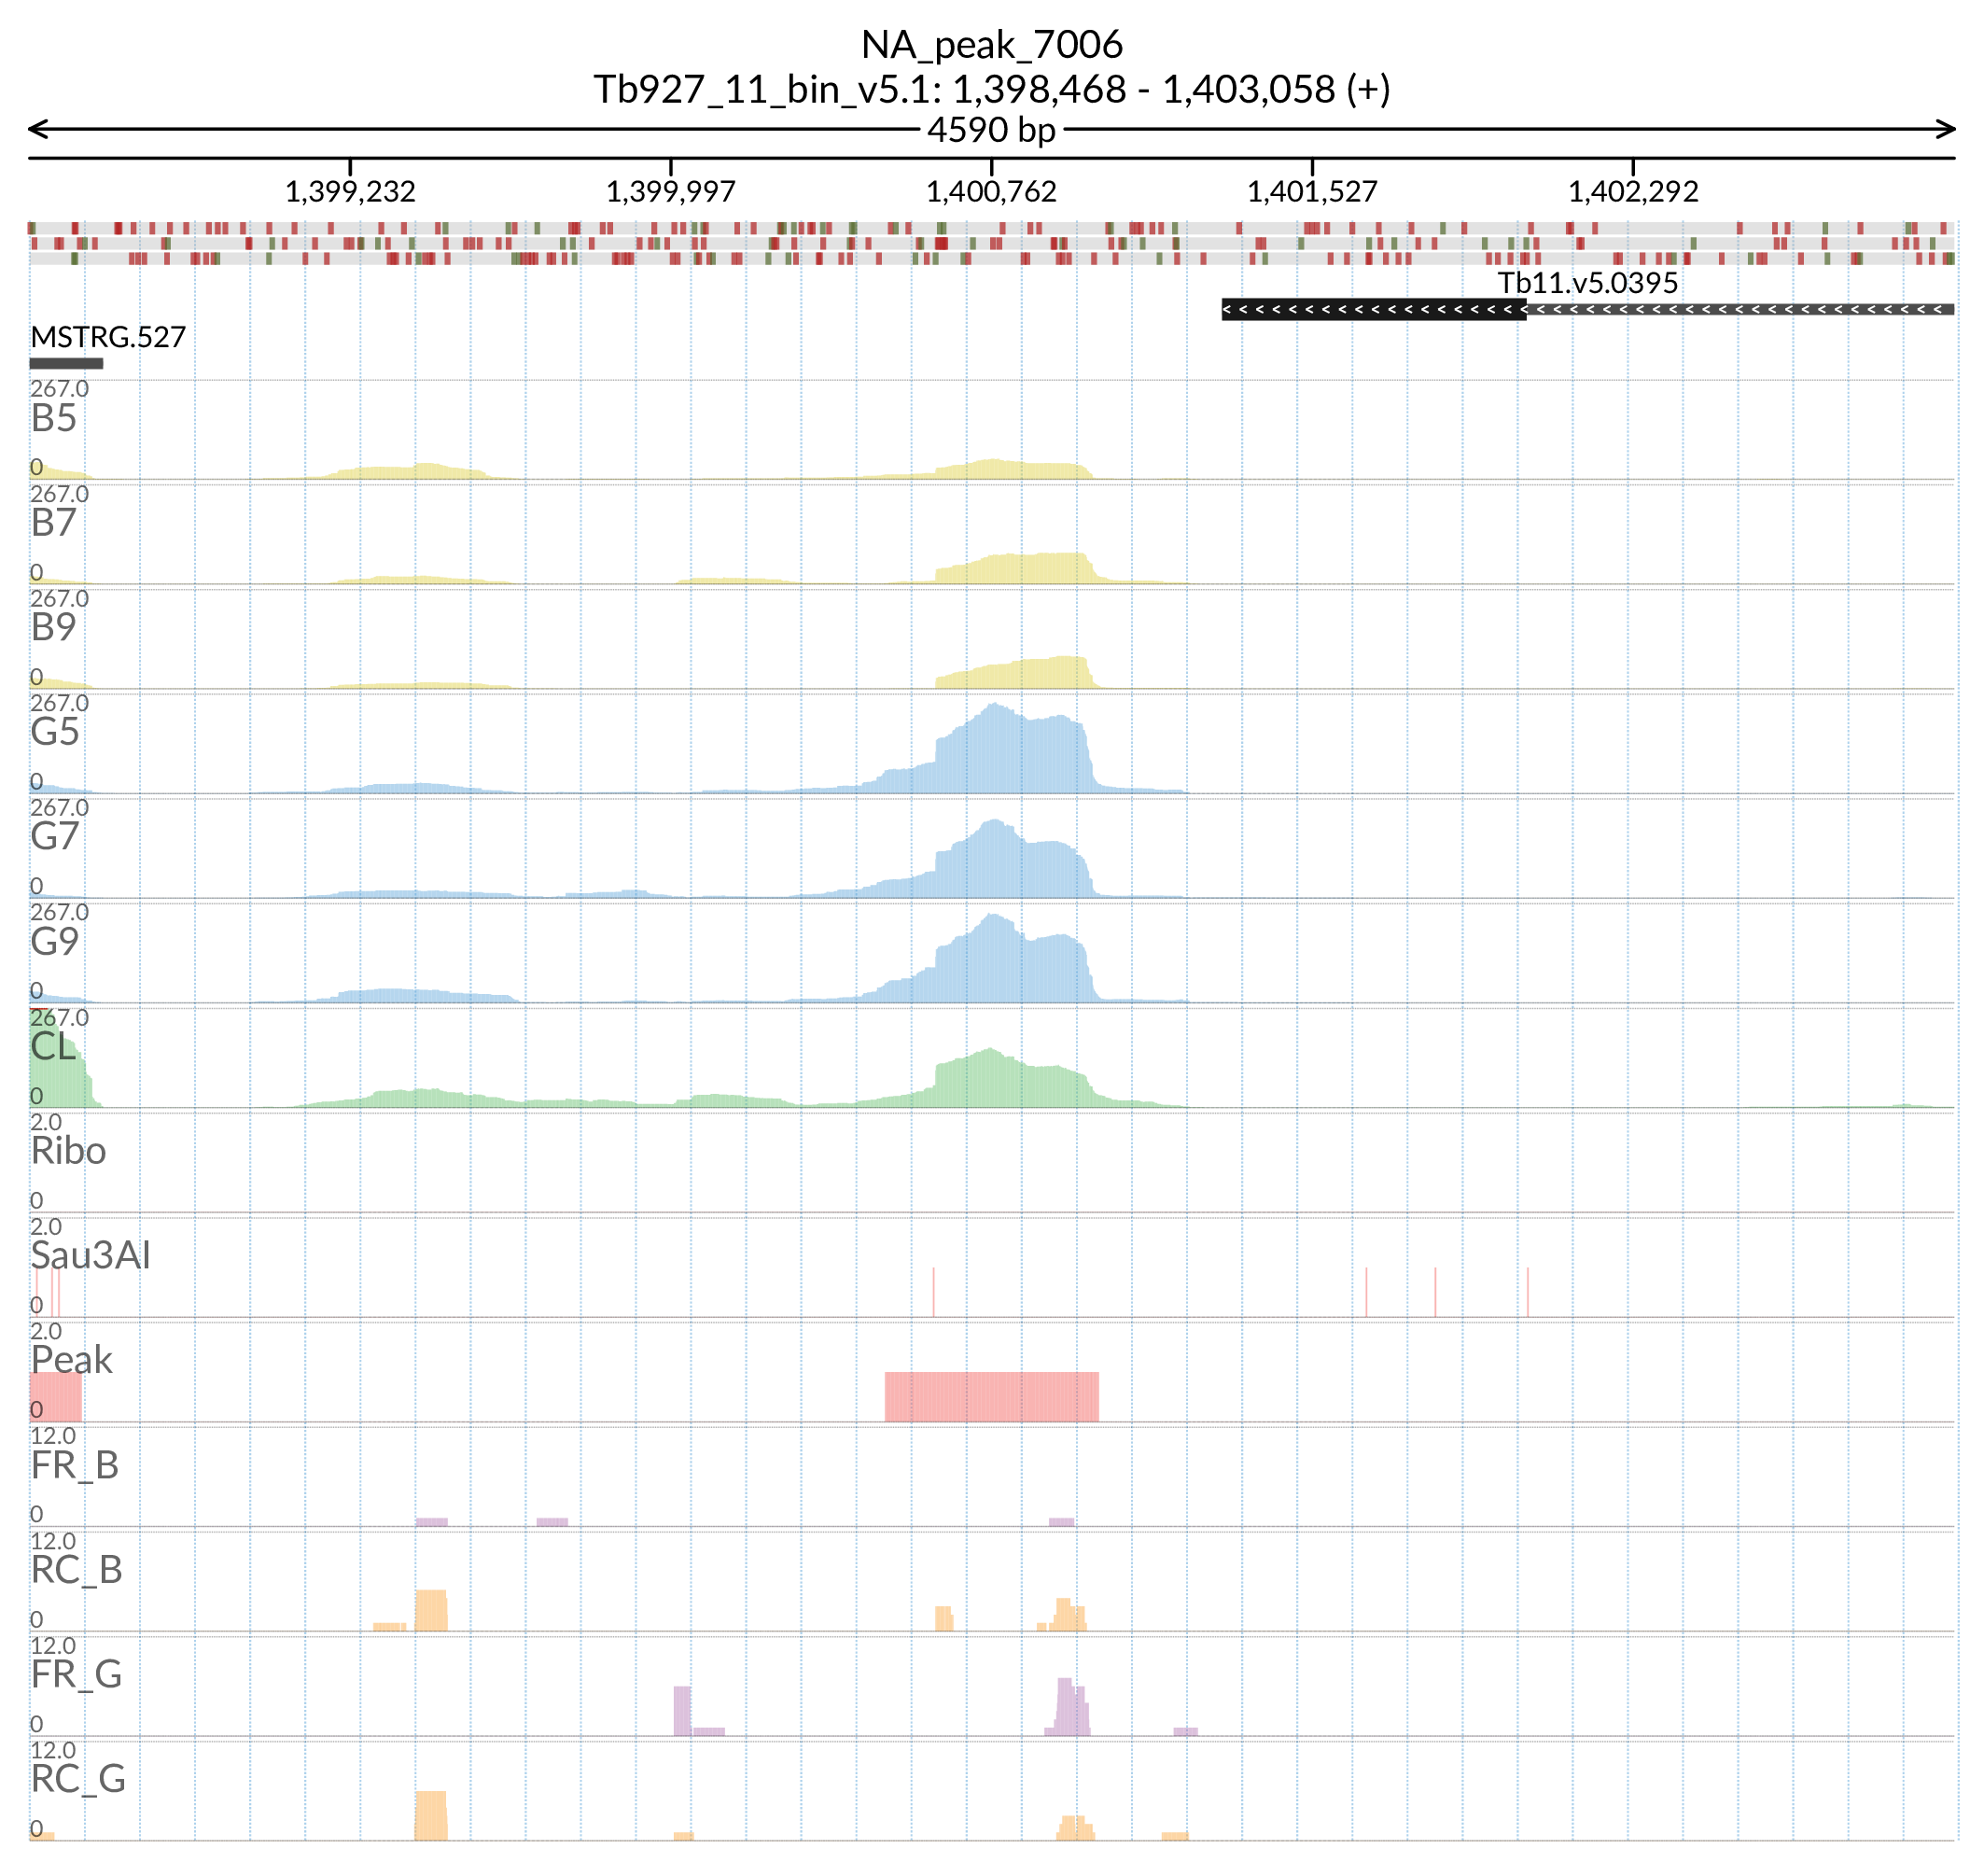 NA_peak_7006
Tb927_11_bin_v5.1: 1,398,468 - 1,403,058 (+)
4590 bp
1,399,232 1,399,997 1,400,762 1,401,527 1,402,292
Tb11.v5.0395
MSTRG.527
267.0
B5
0
267.0
B7
0
267.0
B9
0
267.0
G5
0
267.0
G7
0
267.0
G9
0
267.0
CL
0
2.0
Ribo
0
2.0
Sau3AI
0
2.0
Peak
0
12.0
FR_B
0
12.0
RC_B
0
12.0
FR_G
0
12.0
RC_G
0